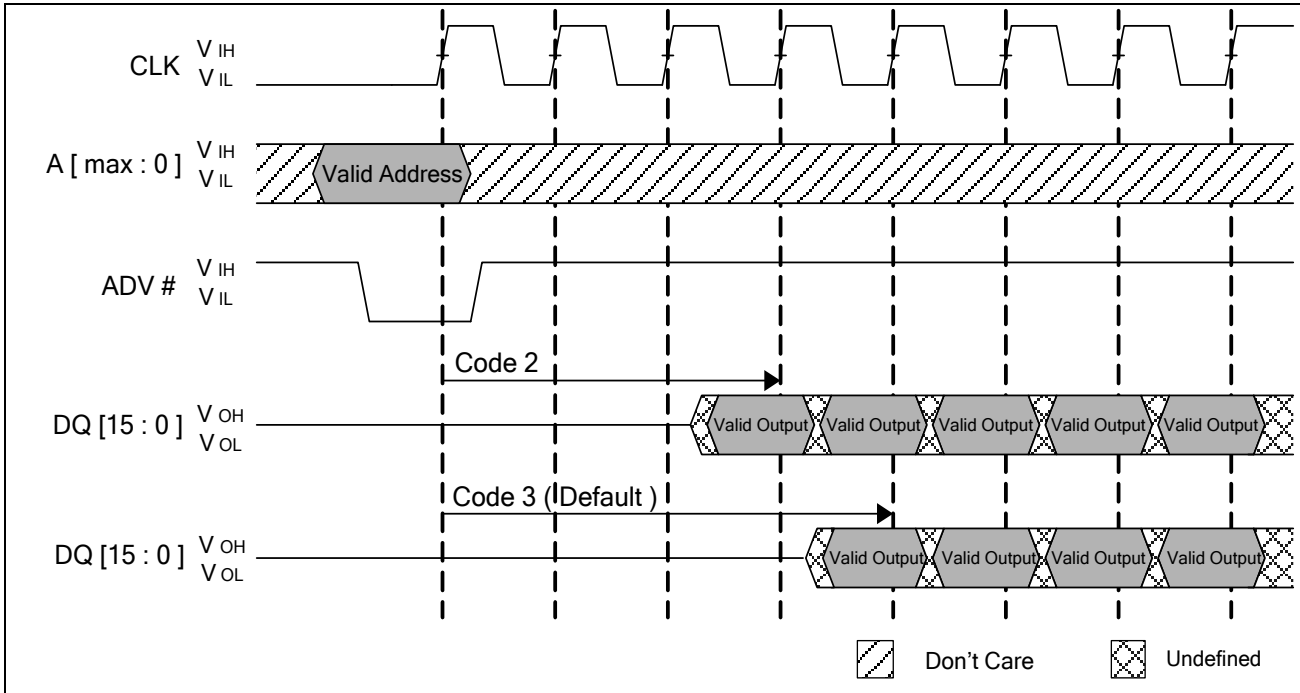 CLK V IH
V IL
A [ max : 0 ] V IH
V IL
Valid Address
ADV # V IH
V IL
Code 2
DQ [15 : 0 ] V OH
V OL
Valid Output Valid Output Valid Output Valid Output Valid Output
Code 3 ( Default )
DQ [15 : 0 ] V OH
V OL
Valid Output Valid Output Valid Output Valid Output
Don't Care Undefined